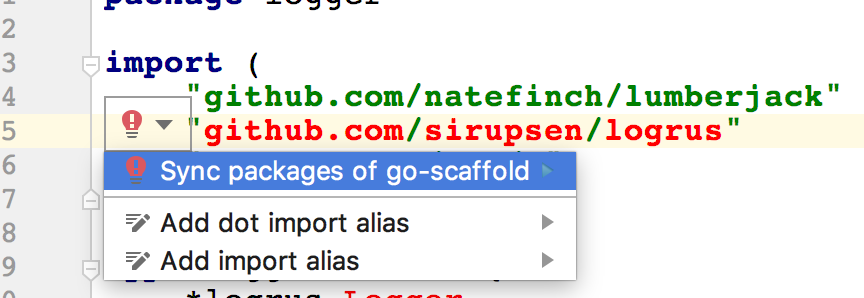 package logger
2
3 import (
4 "github.com/natefinch/lumberjack"
5 "github.com/sirupsen/logrus"
6
Sync packages of go-scaffold
7
8 Add dot import alias
9 Add import alias
*logrus.Logger